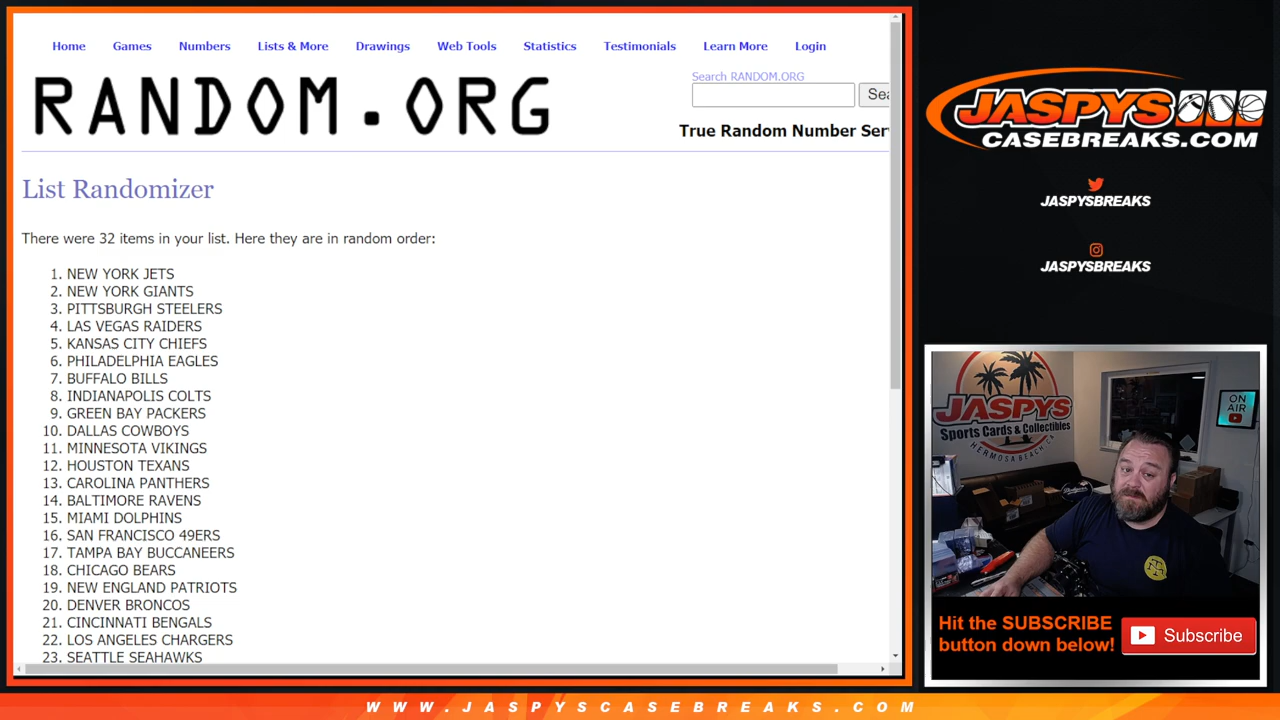 Home Games Numbers Lists & More Drawings Web Tools Statistics Testimonials Learn More Login
RANDOM.ORG
Search RANDOM.ORG
Sea
True Random Number Ser
List Randomizer
There were 32 items in your list. Here they are in random order:
1. NEW YORK JETS
2. NEW YORK GIANTS
3. PITTSBURGH STEELERS
4. LAS VEGAS RAIDERS
5. KANSAS CITY CHIEFS
6. PHILADELPHIA EAGLES
7. BUFFALO BILLS
8. INDIANAPOLIS COLTS
9. GREEN BAY PACKERS
10. DALLAS COWBOYS
11. MINNESOTA VIKINGS
12. HOUSTON TEXANS
13. CAROLINA PANTHERS
14. BALTIMORE RAVENS
15. MIAMI DOLPHINS
16. SAN FRANCISCO 49ERS
17. TAMPA BAY BUCCANEERS
18. CHICAGO BEARS
19. NEW ENGLAND PATRIOTS
20. DENVER BRONCOS
21. CINCINNATI BENGALS
22. LOS ANGELES CHARGERS
23. SEATTLE SEAHAWKS
JASPYS
CASEBREAKS.COM
JASPYSBREAKS
JASPYSBREAKS
JASPYS
Sports Cards & Collectibles
HERMOSA BEACH, CA
ON
AIR
Hit the SUBSCRIBE
button down below!
Subscribe
WWW.JASPYSCASEBREAKS.COM